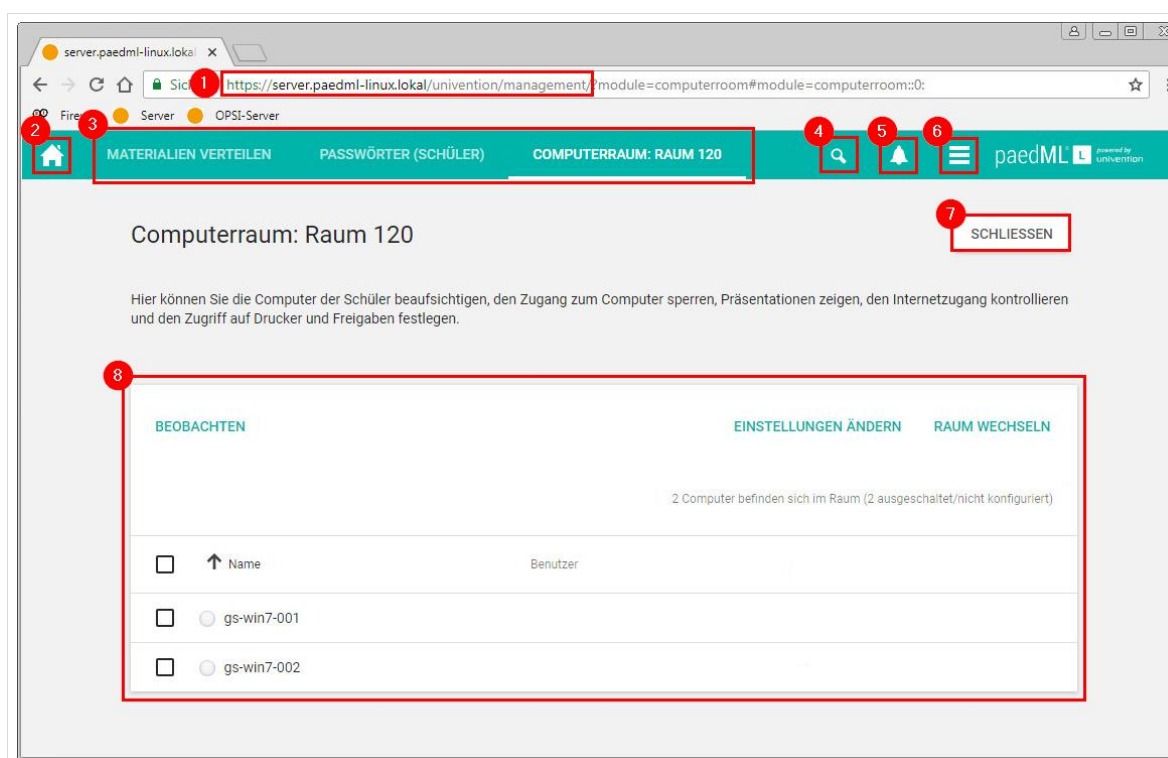 server.paedml-linux.loka
1
https://server.paedml-linux.lokal/univention/management/?module=computerroom#module=computerroom::0:
Server OPSI-Server
2 3 4 5 6
MATERIALIEN VERTEILEN PASSWÖRTER (SCHÜLER) COMPUTERRAUM: RAUM 120 paedML L powered by univention
7
Computerraum: Raum 120 SCHLIESSEN
Hier können Sie die Computer der Schüler beaufsichtigen, den Zugang zum Computer sperren, Präsentationen zeigen, den Internetzugang kontrollieren
und den Zugriff auf Drucker und Freigaben festlegen.
8
BEOBACHTEN EINSTELLUNGEN ÄNDERN RAUM WECHSELN
2 Computer befinden sich im Raum (2 ausgeschaltet/nicht konfiguriert)
Name Benutzer
gs-win7-001
gs-win7-002